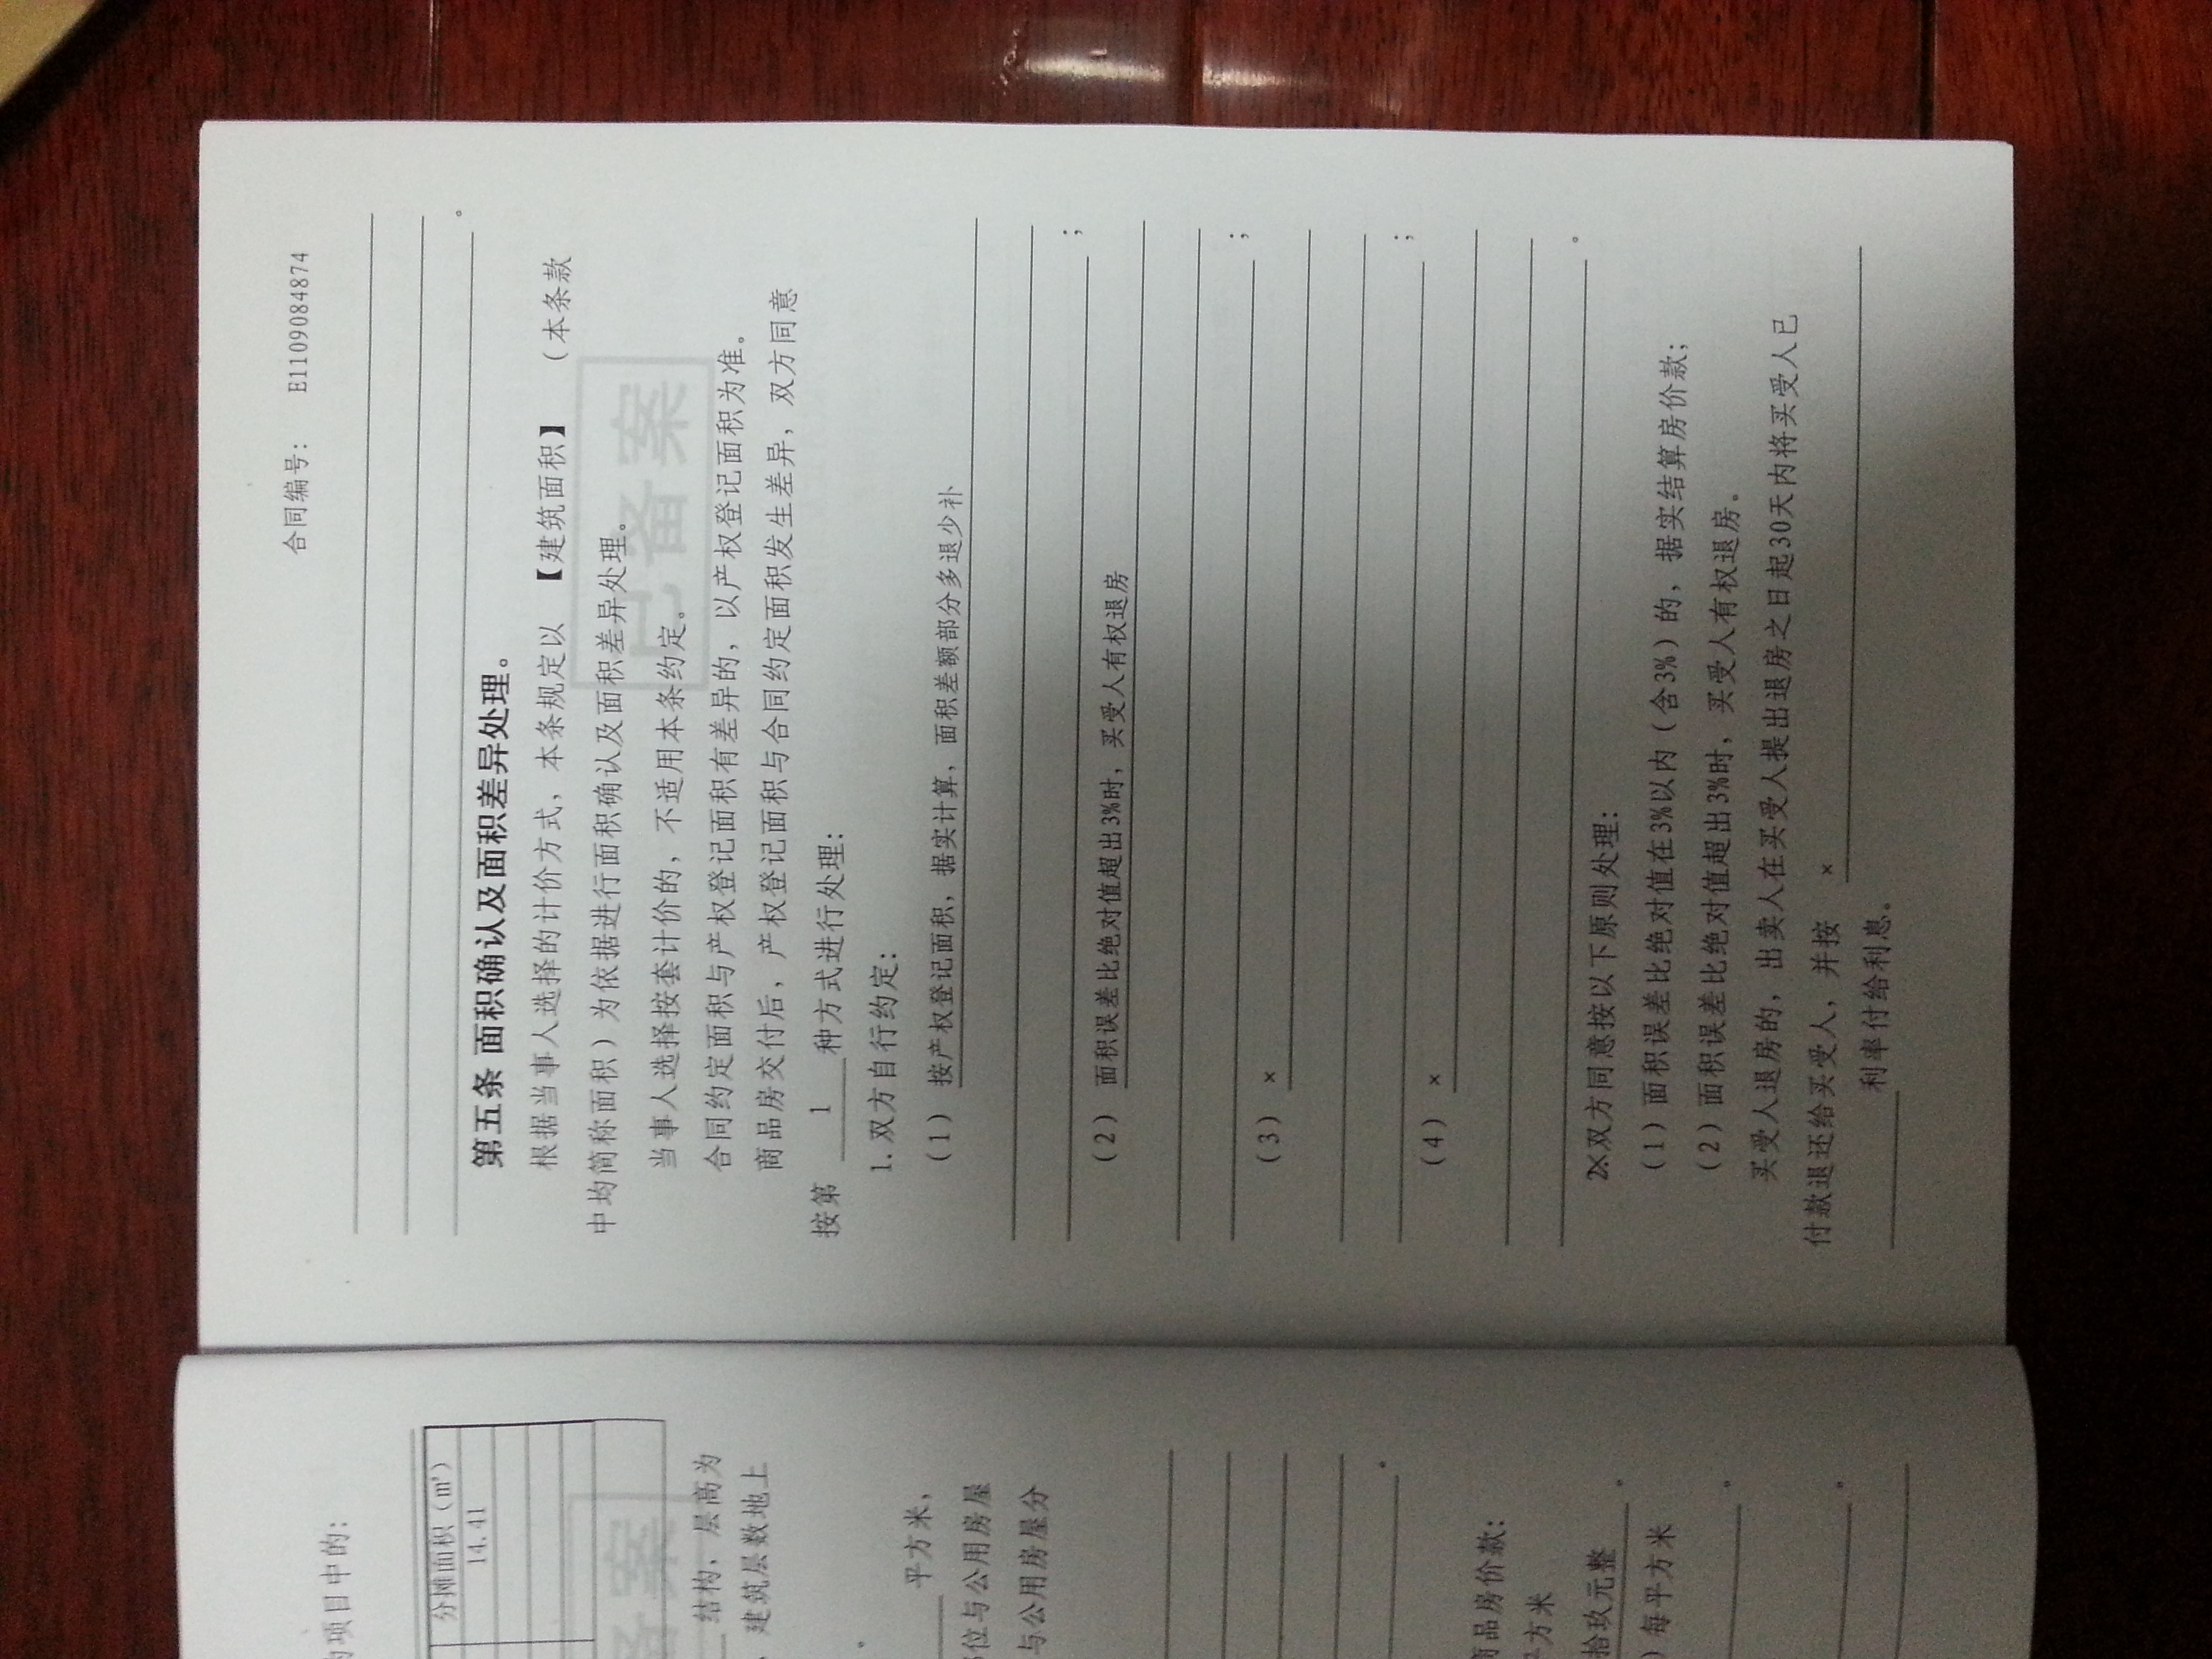 的项目中的：
分摊面积（m²）
14.41
结构，层高为
，建筑层数地上
。
平方米，
部位与公用房屋
与公用房屋分
。
商品房价款：
方米
拾玖元整。
）每平方米
。
。
合同编号： E1109084874
。
第五条 面积确认及面积差异处理。
根据当事人选择的计价方式，本条规定以 【建筑面积】 （本条款
中均简称面积）为依据进行面积确认及面积差异处理。
当事人选择按套计价的，不适用本条约定。
合同约定面积与产权登记面积有差异的，以产权登记面积为准。
商品房交付后，产权登记面积与合同约定面积发生差异，双方同意
按第 1 种方式进行处理：
1. 双方自行约定：
（1）按产权登记面积，据实计算，面积差额部分多退少补
；
（2）面积误差比绝对值超出3%时，买受人有权退房
；
（3）×
；
（4）×
。
2×双方同意按以下原则处理：
（1）面积误差比绝对值在3%以内（含3%）的，据实结算房价款；
（2）面积误差比绝对值超出3%时，买受人有权退房。
买受人退房的，出卖人在买受人提出退房之日起30天内将买受人已
付款退还给买受人，并按 ×
利率付给利息。
已备案
备案